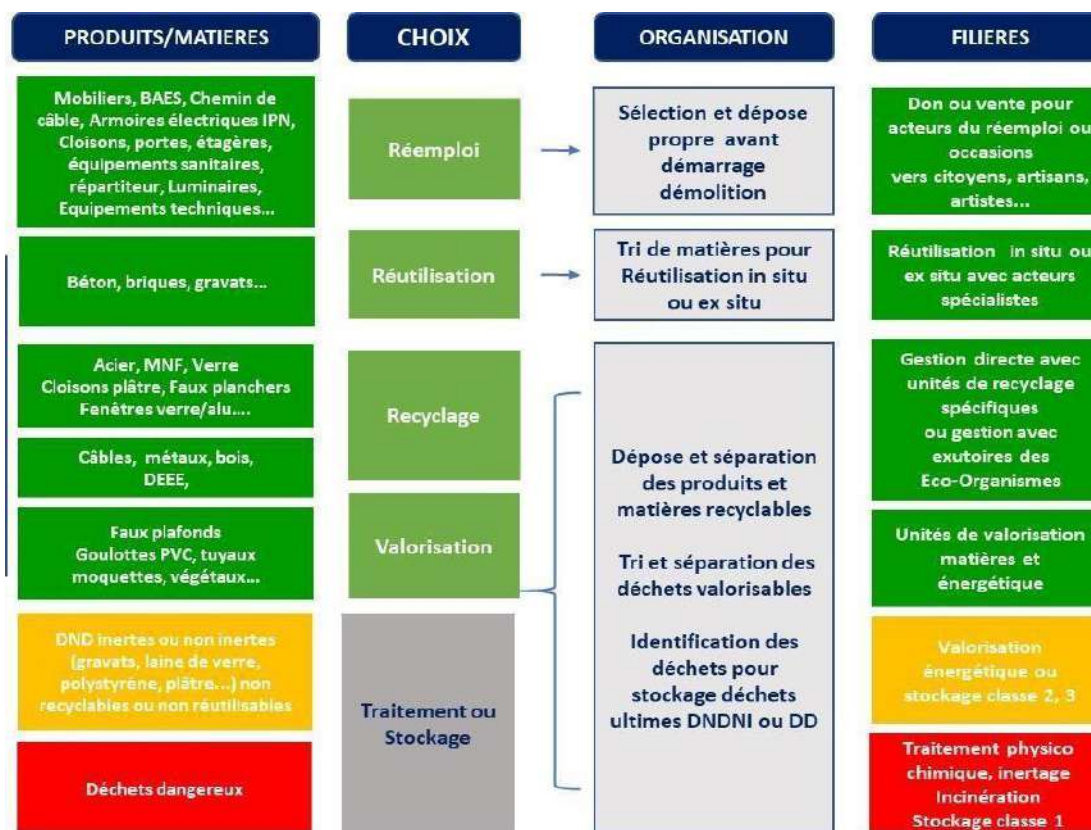 PRODUITS/MATIERES
CHOIX
ORGANISATION
FILIERES
Mobiliers, BAES, Chemin de
câble, Armoires électriques IPN,
Cloisons, portes, étagères,
équipements sanitaires,
répartiteur, Luminaires,
Equipements techniques...
Réemploi
Sélection et dépose
propre avant
démarrage
démolition
Don ou vente pour
acteurs du réemploi ou
occasions
vers citoyens, artisans,
artistes...
Béton, briques, gravats...
Réutilisation
Tri de matières pour
Réutilisation in situ
ou ex situ
Réutilisation in situ ou
ex situ avec acteurs
spécialistes
Acier, MNF, Verre
Cloisons plâtre, Faux planchers
Fenêtres verre/alu....
Câbles, métaux, bois,
DEEE,
Recyclage
Gestion directe avec
unités de recyclage
spécifiques
ou gestion avec
exutoires des
Eco-Organismes
Faux plafonds
Goulottes PVC, tuyaux
moquettes, végétaux...
Valorisation
Dépose et séparation
des produits et
matières recyclables
Tri et séparation des
déchets valorisables
Identification des
déchets pour
stockage déchets
ultimes DNDNI ou DD
Unités de valorisation
matières et
énergétique
DND inertes ou non inertes
(gravats, laine de verre,
polystyrène, plâtre...) non
recyclables ou non réutilisables
Traitement ou
Stockage
Valorisation
énergétique ou
stockage classe 2, 3
Déchets dangereux
Traitement physico
chimique, inertage
Incinération
Stockage classe 1